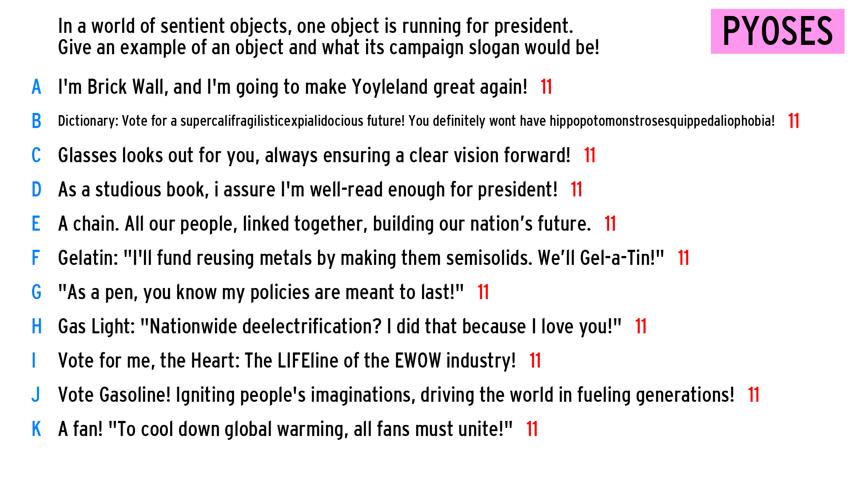 In a world of sentient objects, one object is running for president.
Give an example of an object and what its campaign slogan would be!
PYOSES
A I'm Brick Wall, and I'm going to make Yoyleland great again! 11
B Dictionary: Vote for a supercalifragilisticexpialidocious future! You definitely wont have hippopotomonstrosesquippedaliophobia! 11
C Glasses looks out for you, always ensuring a clear vision forward! 11
D As a studious book, i assure I'm well-read enough for president! 11
E A chain. All our people, linked together, building our nation’s future. 11
F Gelatin: "I'll fund reusing metals by making them semisolids. We’ll Gel-a-Tin!" 11
G "As a pen, you know my policies are meant to last!" 11
H Gas Light: "Nationwide deelectrification? I did that because I love you!" 11
I Vote for me, the Heart: The LIFEline of the EWOW industry! 11
J Vote Gasoline! Igniting people's imaginations, driving the world in fueling generations! 11
K A fan! "To cool down global warming, all fans must unite!" 11